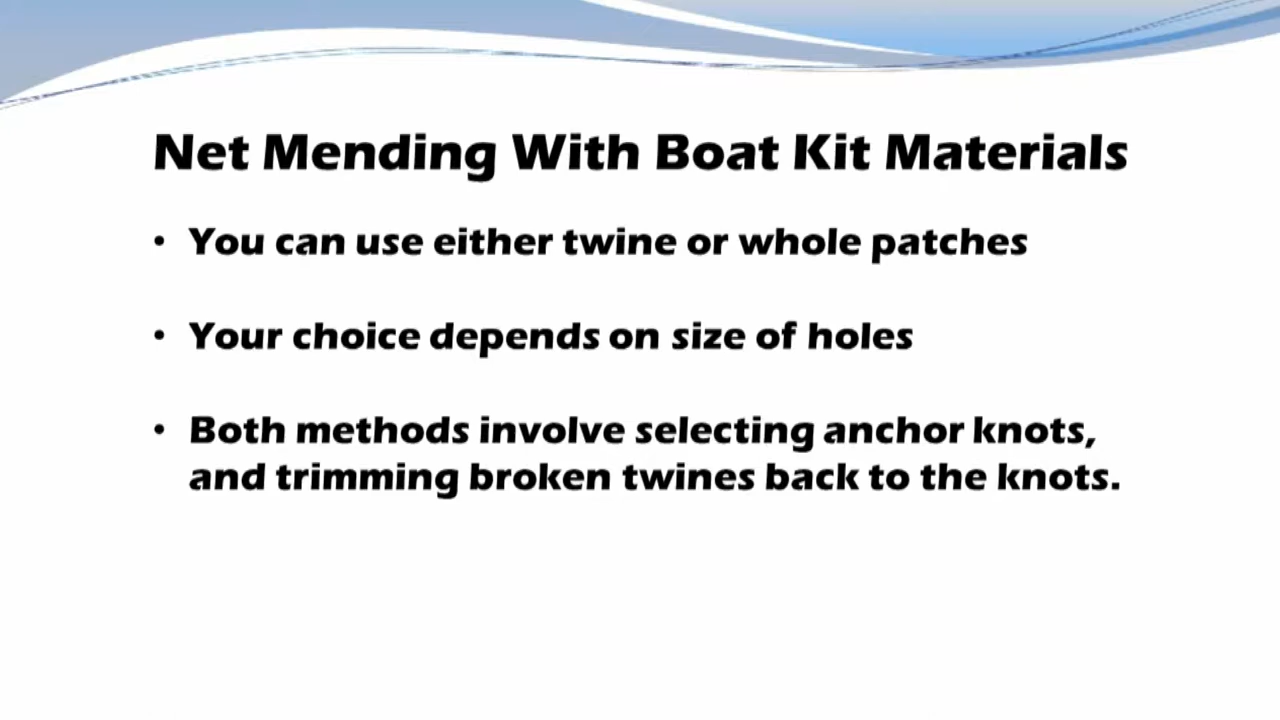 Net Mending With Boat Kit Materials
• You can use either twine or whole patches
• Your choice depends on size of holes
• Both methods involve selecting anchor knots,
and trimming broken twines back to the knots.